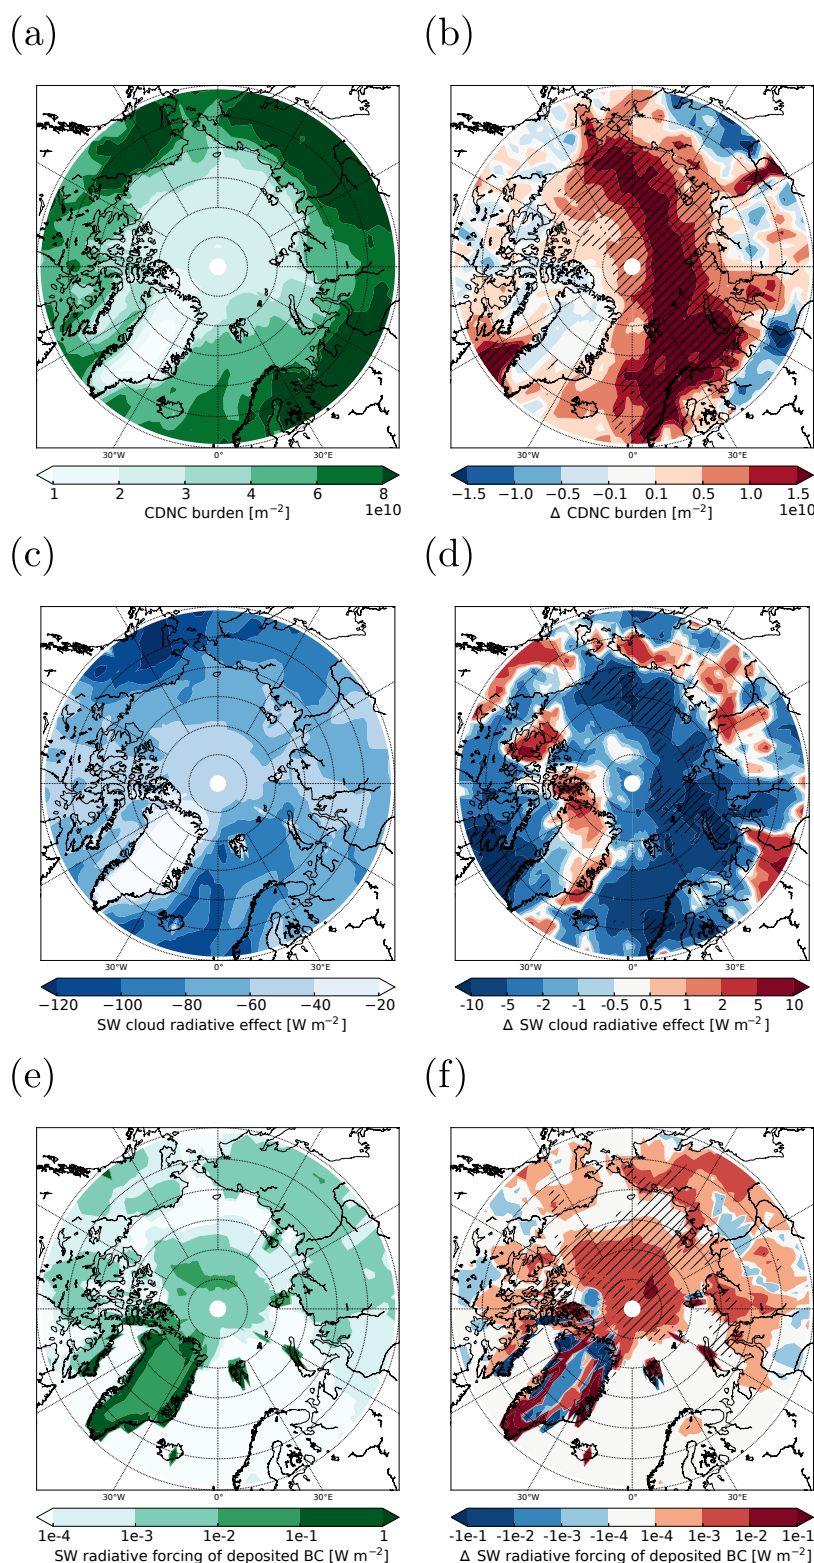 (a) (b)
30°W 0° 30°E 30°W 0° 30°E
1 2 3 4 6 8 −1.5 −1.0 −0.5 −0.1 0.1 0.5 1.0 1.5
CDNC burden [m⁻²] 1e10 Δ CDNC burden [m⁻²] 1e10
(c) (d)
30°W 0° 30°E 30°W 0° 30°E
−120 −100 −80 −60 −40 −20 -10 -5 -2 -1 -0.5 0.5 1 2 5 10
SW cloud radiative effect [W m⁻²] Δ SW cloud radiative effect [W m⁻²]
(e) (f)
30°W 0° 30°E 30°W 0° 30°E
1e-4 1e-3 1e-2 1e-1 1 -1e-1 -1e-2 -1e-3 -1e-4 1e-4 1e-3 1e-2 1e-1
SW radiative forcing of deposited BC [W m⁻²] Δ SW radiative forcing of deposited BC [W m⁻²]